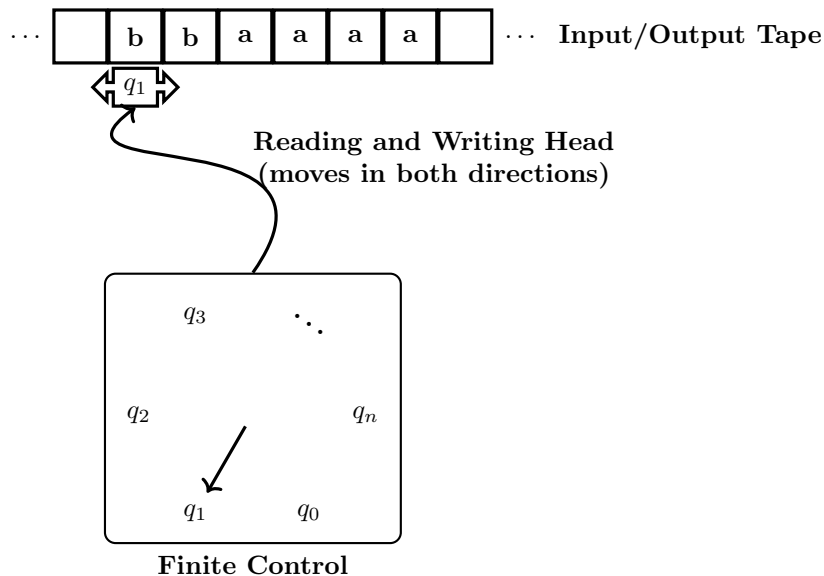 … b b a a a a … Input/Output Tape
q₁
Reading and Writing Head
(moves in both directions)
q₃ ⋱
q₂ qₙ
q₁ q₀
Finite Control